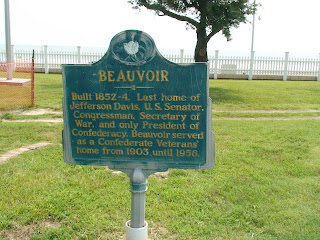 BEAUVOIR
Built 1852-4. Last home of
Jefferson Davis, U.S. Senator,
Congressman, Secretary of
War, and only President of
Confederacy. Beauvoir served
as a Confederate Veterans'
home from 1903 until 1956.